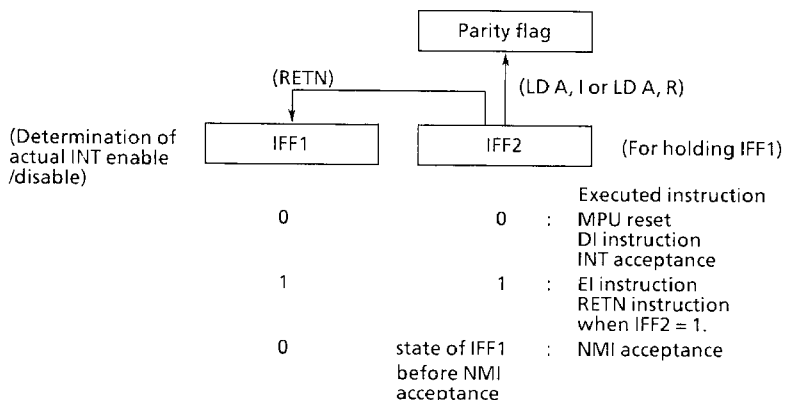 Parity flag
(RETN)
(LD A, I or LD A, R)
(Determination of
actual INT enable
/disable)
IFF1
IFF2
(For holding IFF1)
Executed instruction
0 0 : MPU reset
DI instruction
INT acceptance
1 1 : EI instruction
RETN instruction
when IFF2 = 1.
0 state of IFF1 : NMI acceptance
before NMI
acceptance